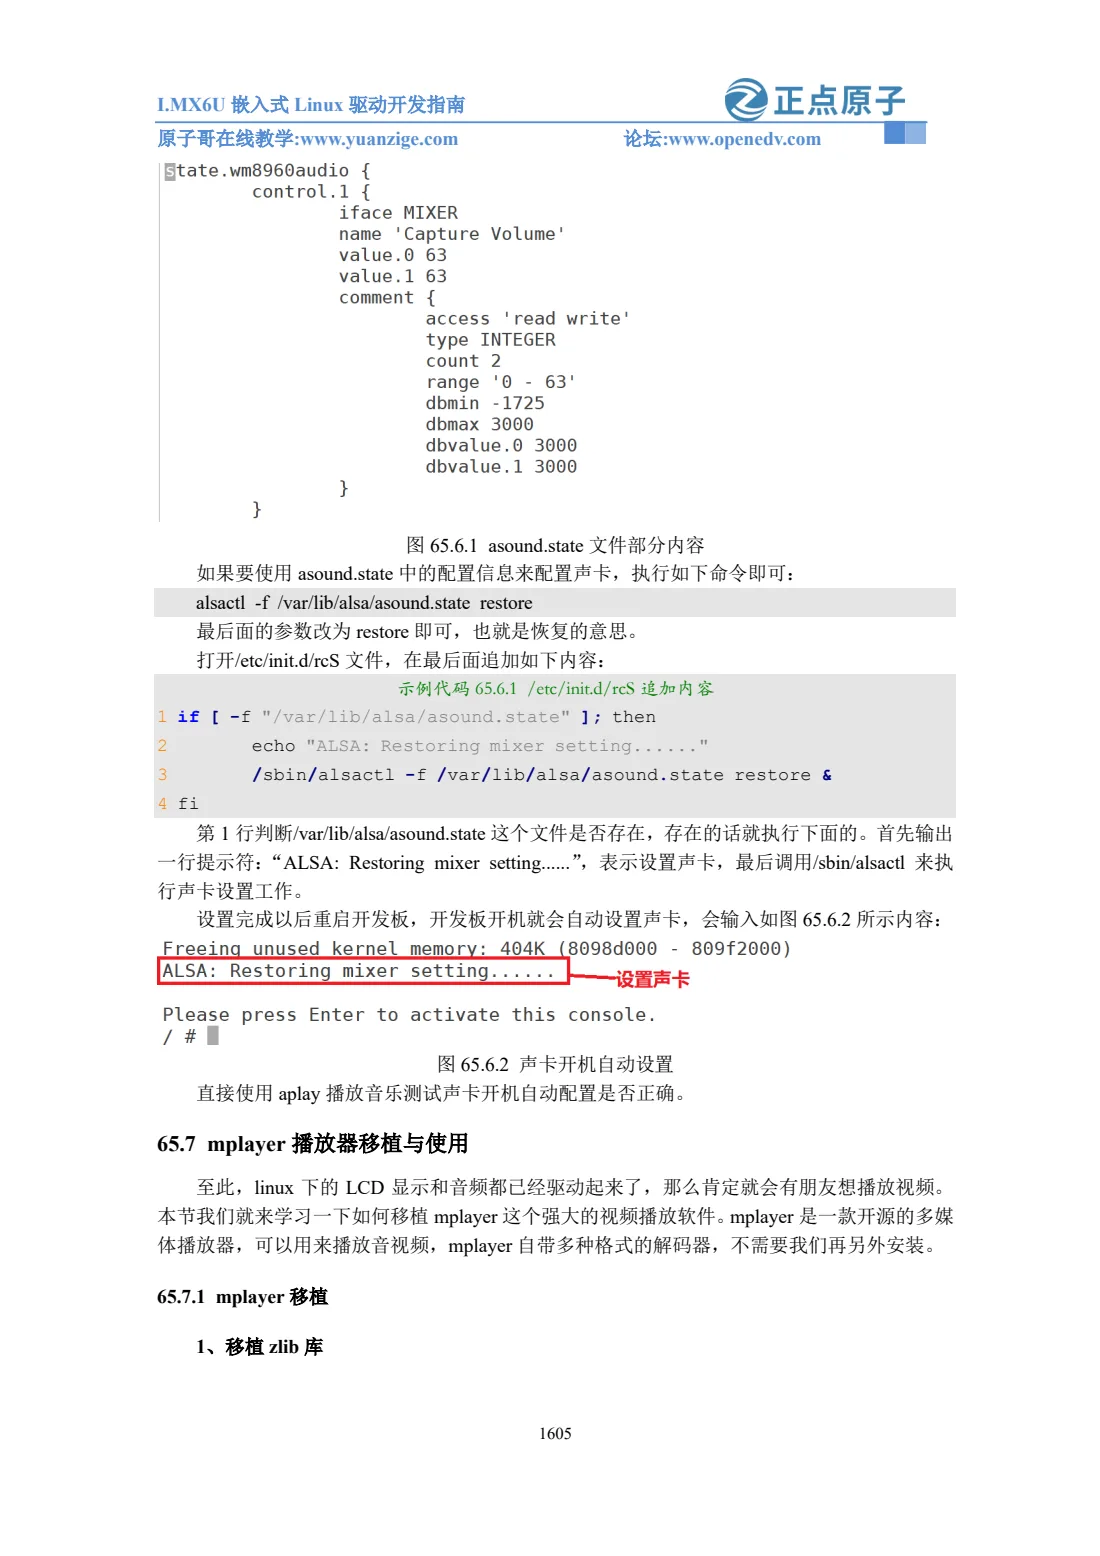 I.MX6U 嵌入式 Linux 驱动开发指南
正点原子
原子哥在线教学:www.yuanzige.com 论坛:www.openedv.com
state.wm8960audio {
control.1 {
iface MIXER
name 'Capture Volume'
value.0 63
value.1 63
comment {
access 'read write'
type INTEGER
count 2
range '0 - 63'
dbmin -1725
dbmax 3000
dbvalue.0 3000
dbvalue.1 3000
}
}
图 65.6.1 asound.state 文件部分内容
如果要使用 asound.state 中的配置信息来配置声卡，执行如下命令即可：
alsactl -f /var/lib/alsa/asound.state restore
最后面的参数改为 restore 即可，也就是恢复的意思。
打开/etc/init.d/rcS 文件，在最后面追加如下内容：
示例代码 65.6.1 /etc/init.d/rcS 追加内容
1 if [ -f "/var/lib/alsa/asound.state" ]; then
2 echo "ALSA: Restoring mixer setting......"
3 /sbin/alsactl -f /var/lib/alsa/asound.state restore &
4 fi
第 1 行判断/var/lib/alsa/asound.state 这个文件是否存在，存在的话就执行下面的。首先输出
一行提示符：“ALSA: Restoring mixer setting......”，表示设置声卡，最后调用/sbin/alsactl 来执
行声卡设置工作。
设置完成以后重启开发板，开发板开机就会自动设置声卡，会输入如图 65.6.2 所示内容：
Freeing unused kernel memory: 404K (8098d000 - 809f2000)
ALSA: Restoring mixer setting......
设置声卡
Please press Enter to activate this console.
/ #
图 65.6.2 声卡开机自动设置
直接使用 aplay 播放音乐测试声卡开机自动配置是否正确。
65.7 mplayer 播放器移植与使用
至此，linux 下的 LCD 显示和音频都已经驱动起来了，那么肯定就会有朋友想播放视频。
本节我们就来学习一下如何移植 mplayer 这个强大的视频播放软件。mplayer 是一款开源的多媒
体播放器，可以用来播放音视频，mplayer 自带多种格式的解码器，不需要我们再另外安装。
65.7.1 mplayer 移植
1、移植 zlib 库
1605